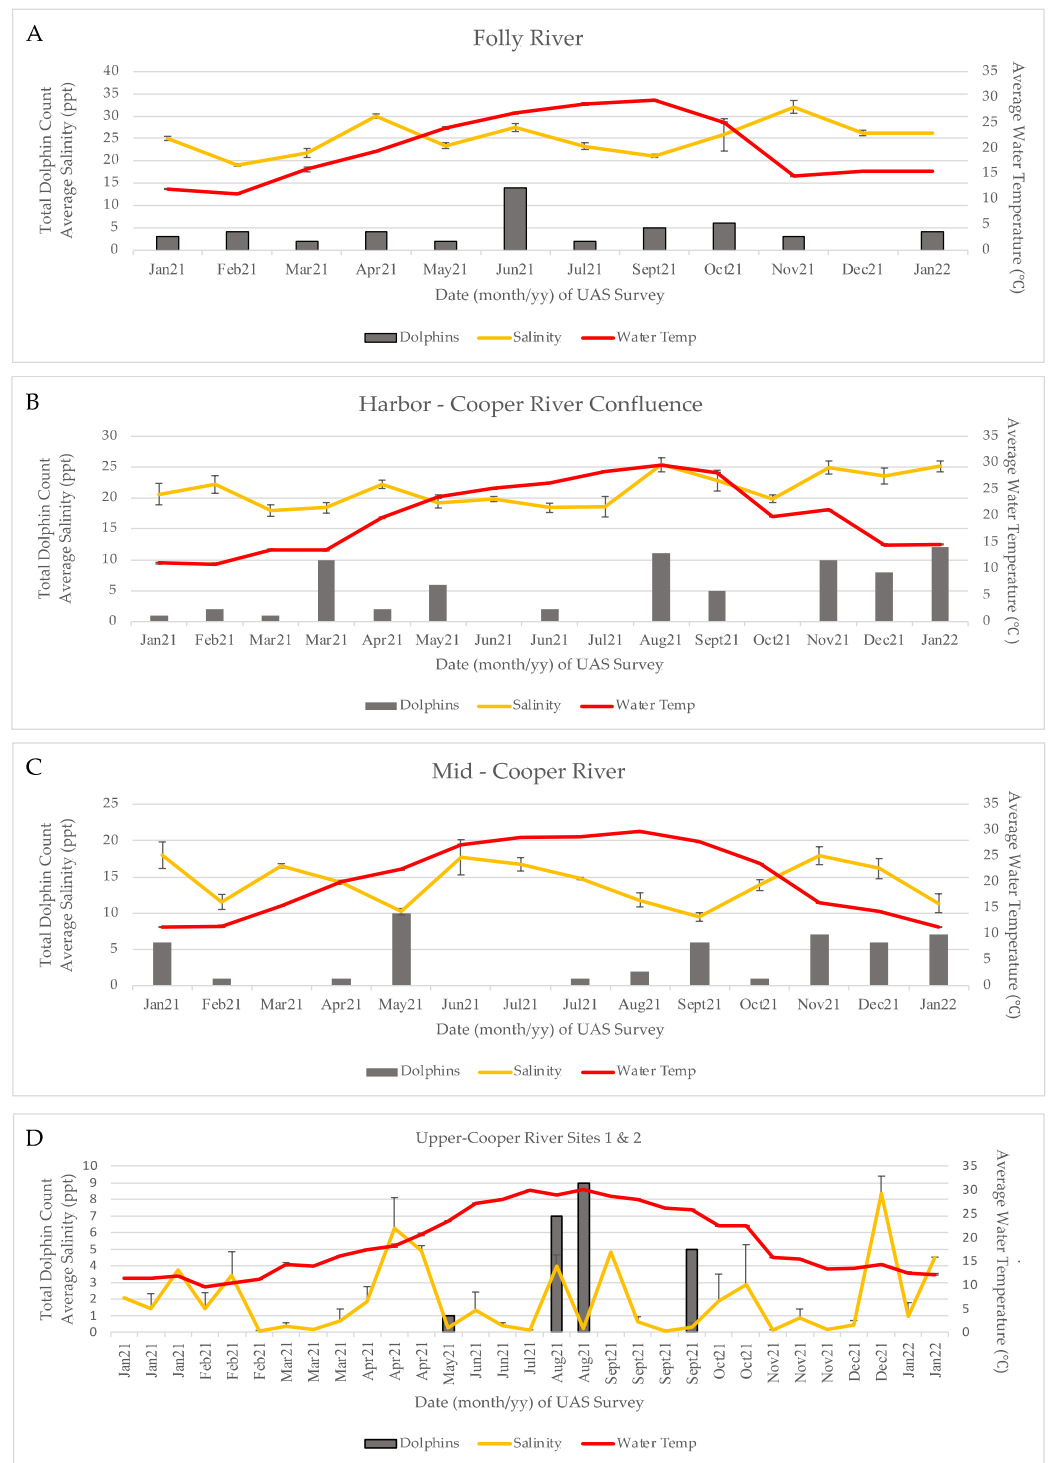 A
Folly River
Total Dolphin Count
Average Salinity (ppt)
40
35
30
25
20
15
10
5
0
35
30
25
20
15
10
5
0
Average Water Temperature (°C)
Jan21 Feb21 Mar21 Apr21 May21 Jun21 Jul21 Sept21 Oct21 Nov21 Dec21 Jan22
Date (month/yy) of UAS Survey
Dolphins Salinity Water Temp
B
Harbor - Cooper River Confluence
Total Dolphin Count
Average Salinity (ppt)
30
25
20
15
10
5
0
35
30
25
20
15
10
5
0
Average Water Temperature (°C )
Jan21 Feb21 Mar21 Mar21 Apr21 May21 Jun21 Jun21 Jul21 Aug21 Sept21 Oct21 Nov21 Dec21 Jan22
Date (month/yy) of UAS Survey
Dolphins Salinity Water Temp
C
Mid - Cooper River
Total Dolphin Count
Average Salinity (ppt)
25
20
15
10
5
0
35
30
25
20
15
10
5
0
Average Water Temperature (°C)
Jan21 Feb21 Mar21 Apr21 May21 Jun21 Jul21 Jul21 Aug21 Sept21 Oct21 Nov21 Dec21 Jan22
Date (month/yy) of UAS Survey
Dolphins Salinity Water Temp
D
Upper-Cooper River Sites 1 & 2
Total Dolphin Count
Average Salinity (ppt)
10
9
8
7
6
5
4
3
2
1
0
35
30
25
20
15
10
5
0
Average Water Temperature (°C)
Jan21 Jan21 Jan21 Feb21 Feb21 Feb21 Mar21 Mar21 Mar21 Apr21 Apr21 Apr21 May21 Jun21 Jun21 Jul21 Aug21 Aug21 Sept21 Sept21 Sept21 Sept21 Oct21 Oct21 Nov21 Nov21 Nov21 Dec21 Dec21 Jan22 Jan22
Date (month/yy) of UAS Survey
Dolphins Salinity Water Temp